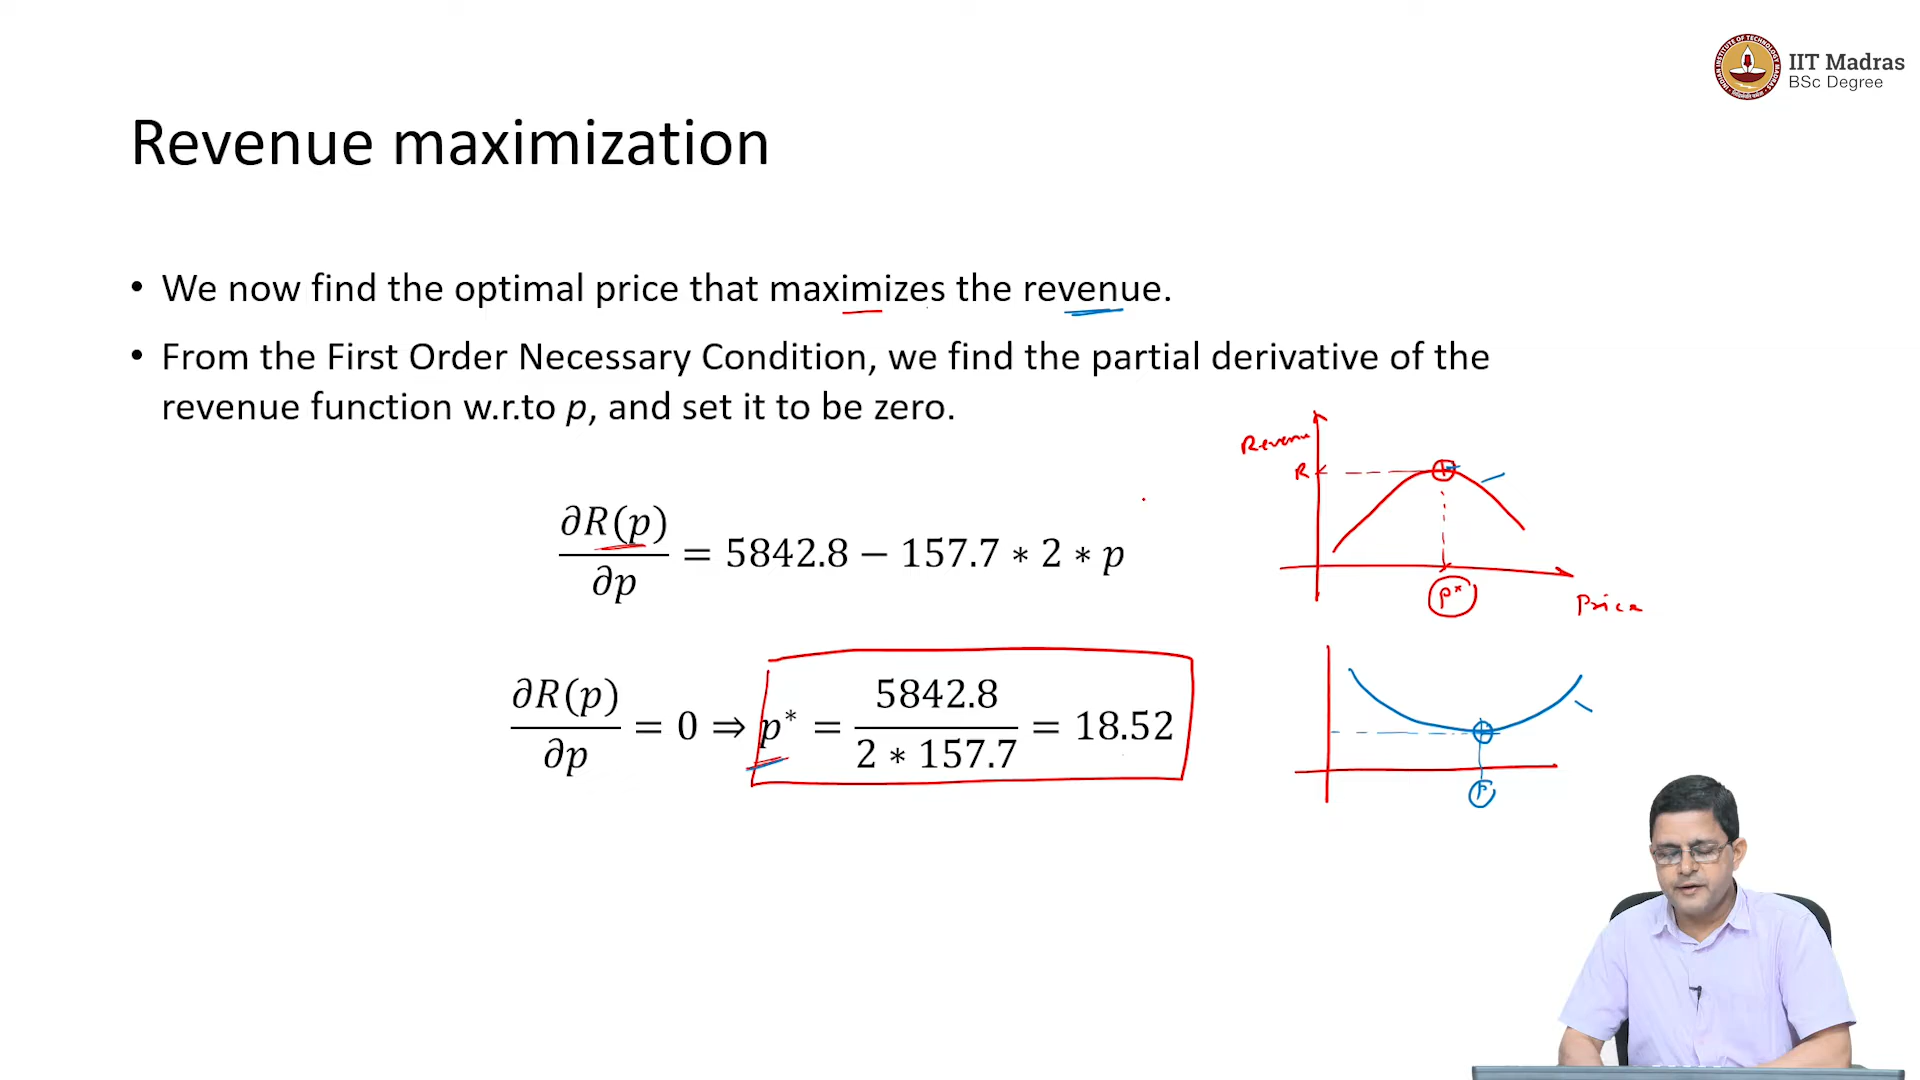 IIT Madras
BSc Degree
Revenue maximization
• We now find the optimal price that maximizes the revenue.
• From the First Order Necessary Condition, we find the partial derivative of the
revenue function w.r.to p, and set it to be zero.
∂R(p)/∂p = 5842.8 − 157.7 ∗ 2 ∗ p
∂R(p)/∂p = 0 ⇒ p* = 5842.8/(2 ∗ 157.7) = 18.52
Revenue
R
p*
Price